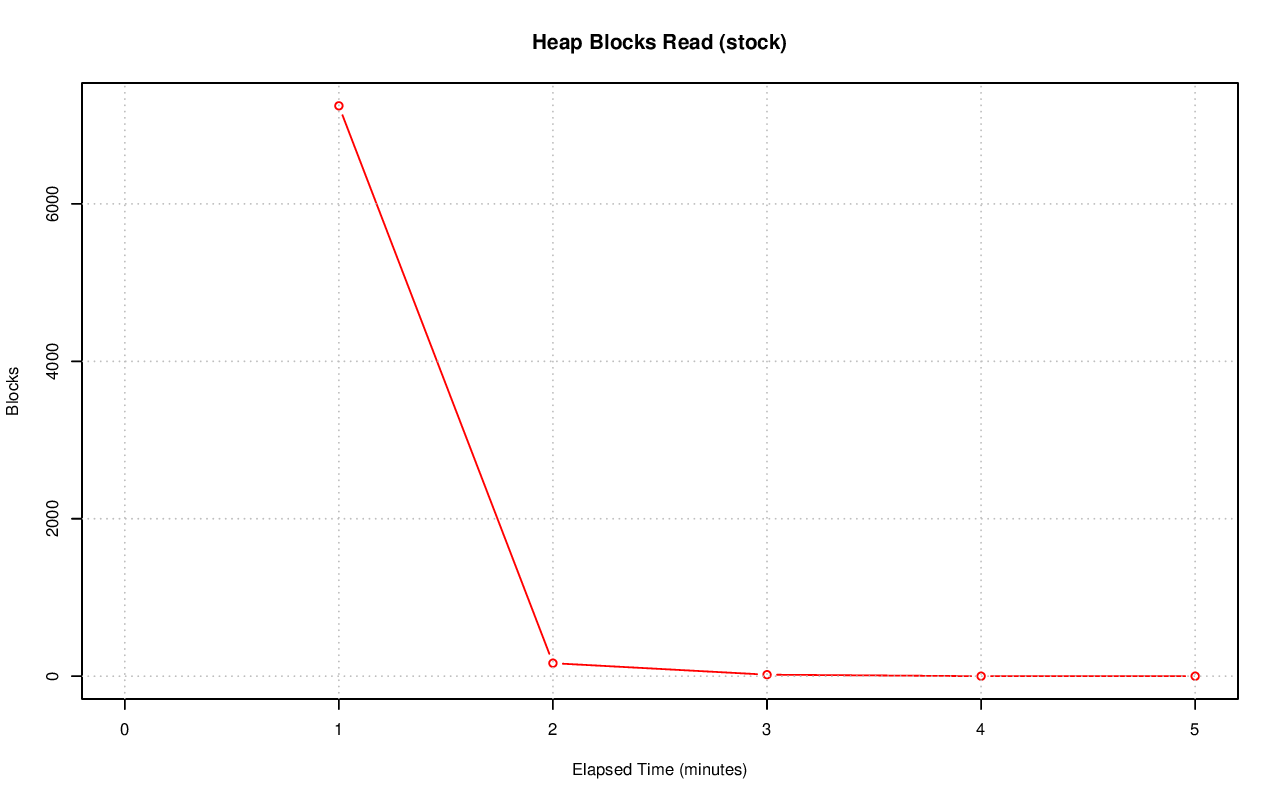 Heap Blocks Read (stock)
Blocks
6000
4000
2000
0
0 1 2 3 4 5
Elapsed Time (minutes)